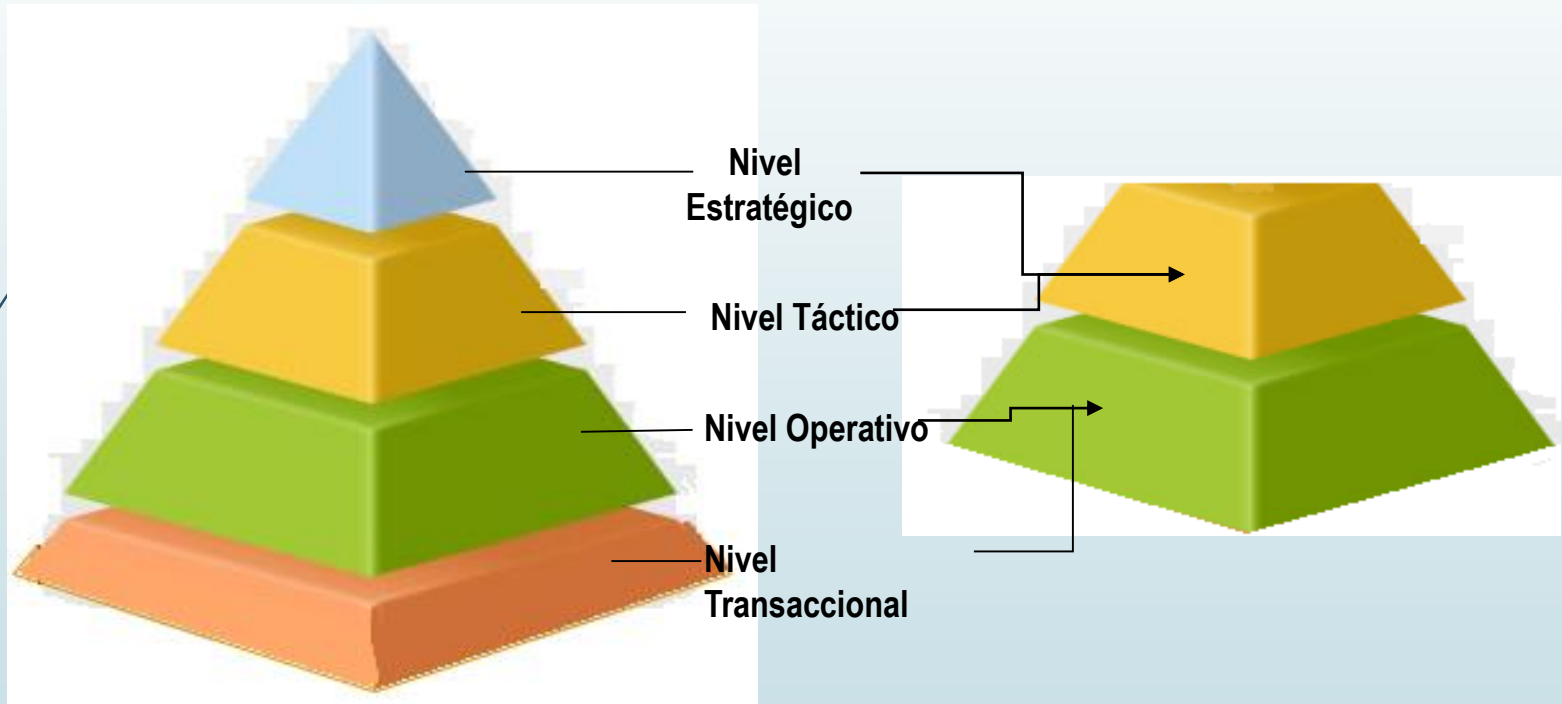 Nivel
Estratégico
Nivel Táctico
Nivel Operativo
Nivel
Transaccional